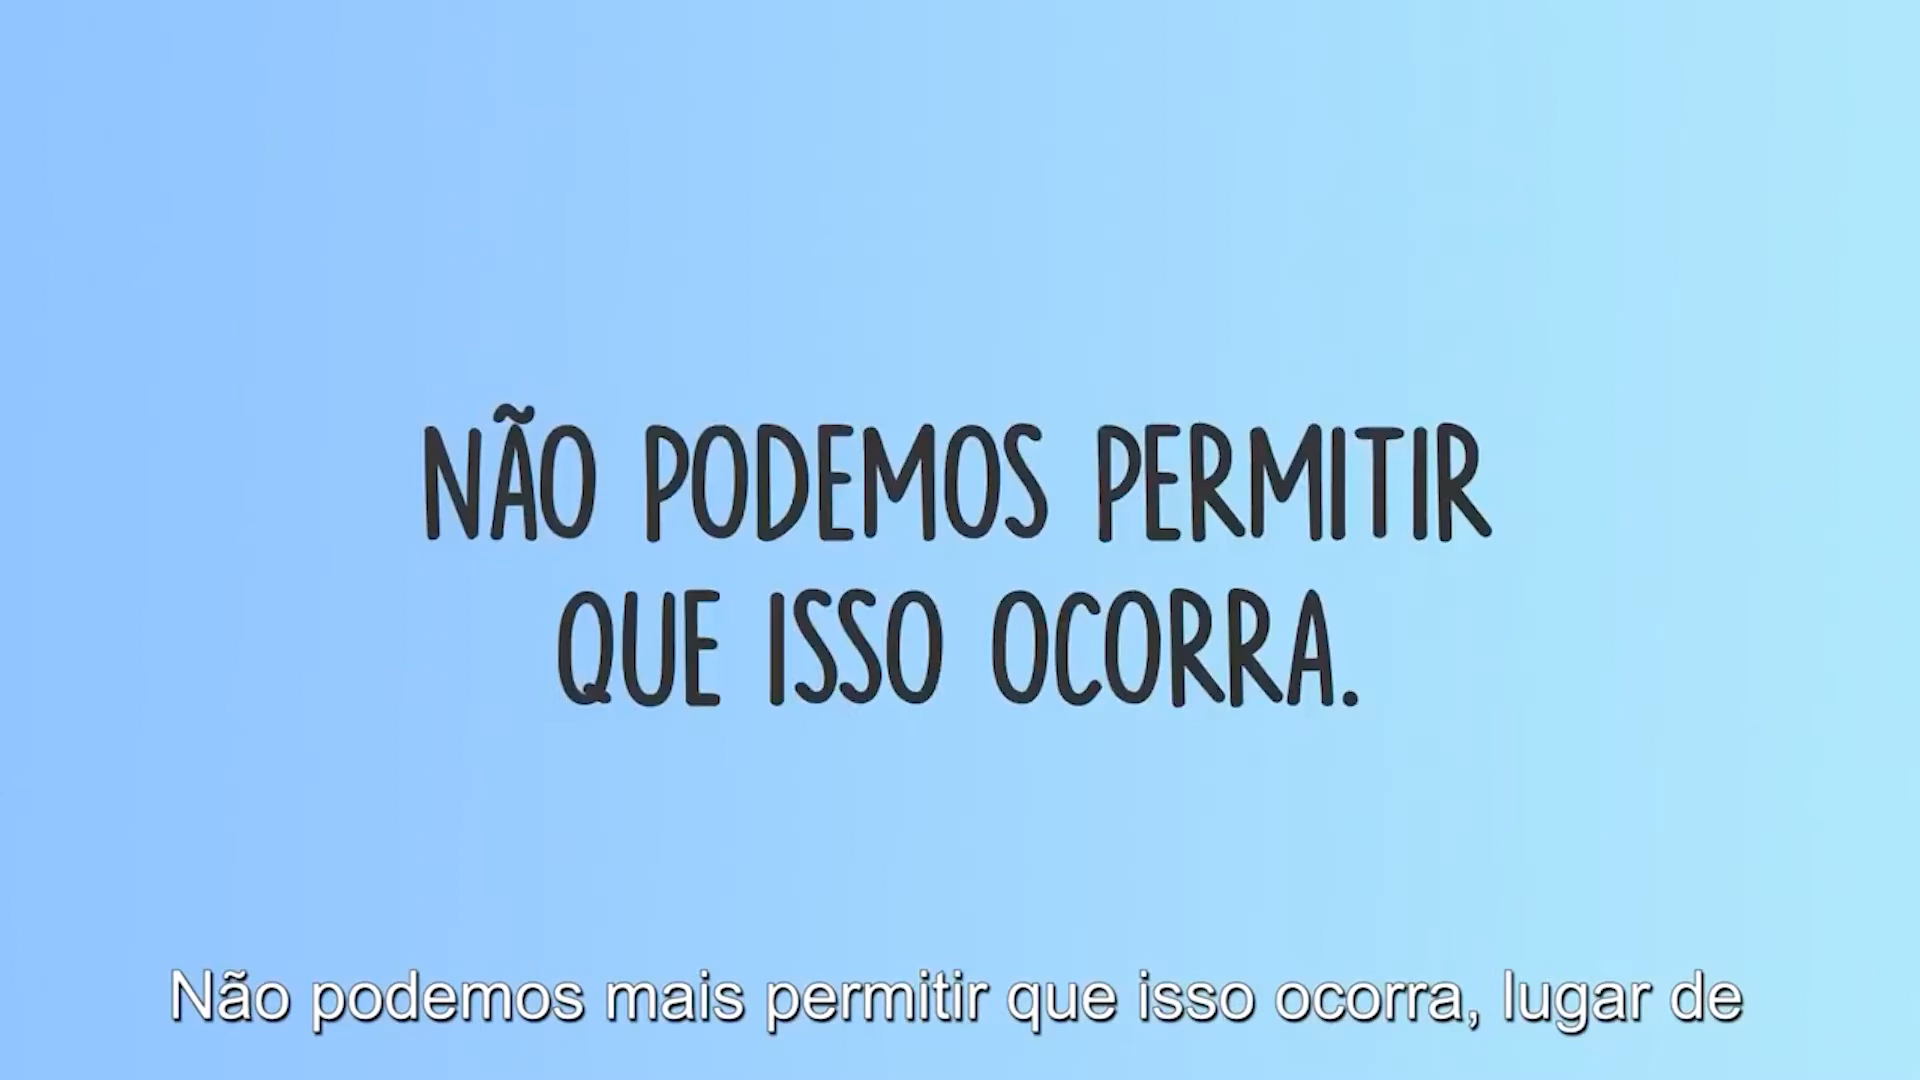 NÃO PODEMOS PERMITIR
QUE ISSO OCORRA.
Não podemos mais permitir que isso ocorra, lugar de